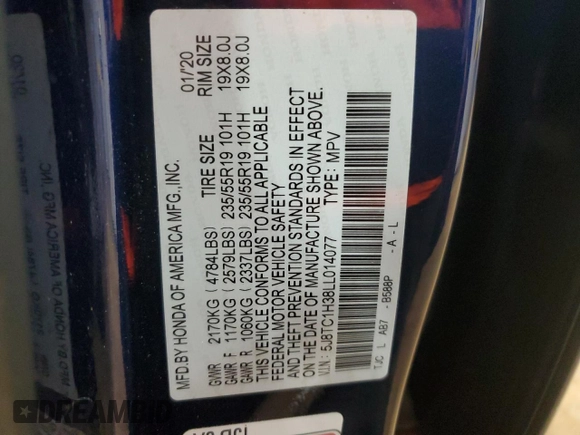 MFD.BY HONDA OF AMERICA MFG.,INC. 01/20
TIRE SIZE RIM SIZE
GVWR 2170KG ( 4784LBS)
GAWR F 1170KG ( 2579LBS) 235/55R19 101H 19X8.0J
GAWR R 1060KG ( 2337LBS) 235/55R19 101H 19X8.0J
THIS VEHICLE CONFORMS TO ALL APPLICABLE
FEDERAL MOTOR VEHICLE SAFETY
AND THEFT PREVENTION STANDARDS IN EFFECT
ON THE DATE OF MANUFACTURE SHOWN ABOVE.
V.I.N: 5J8TC1H38LL014077 TYPE: MPV
TJC L AB7 -B588P -A -L
DREAMBID